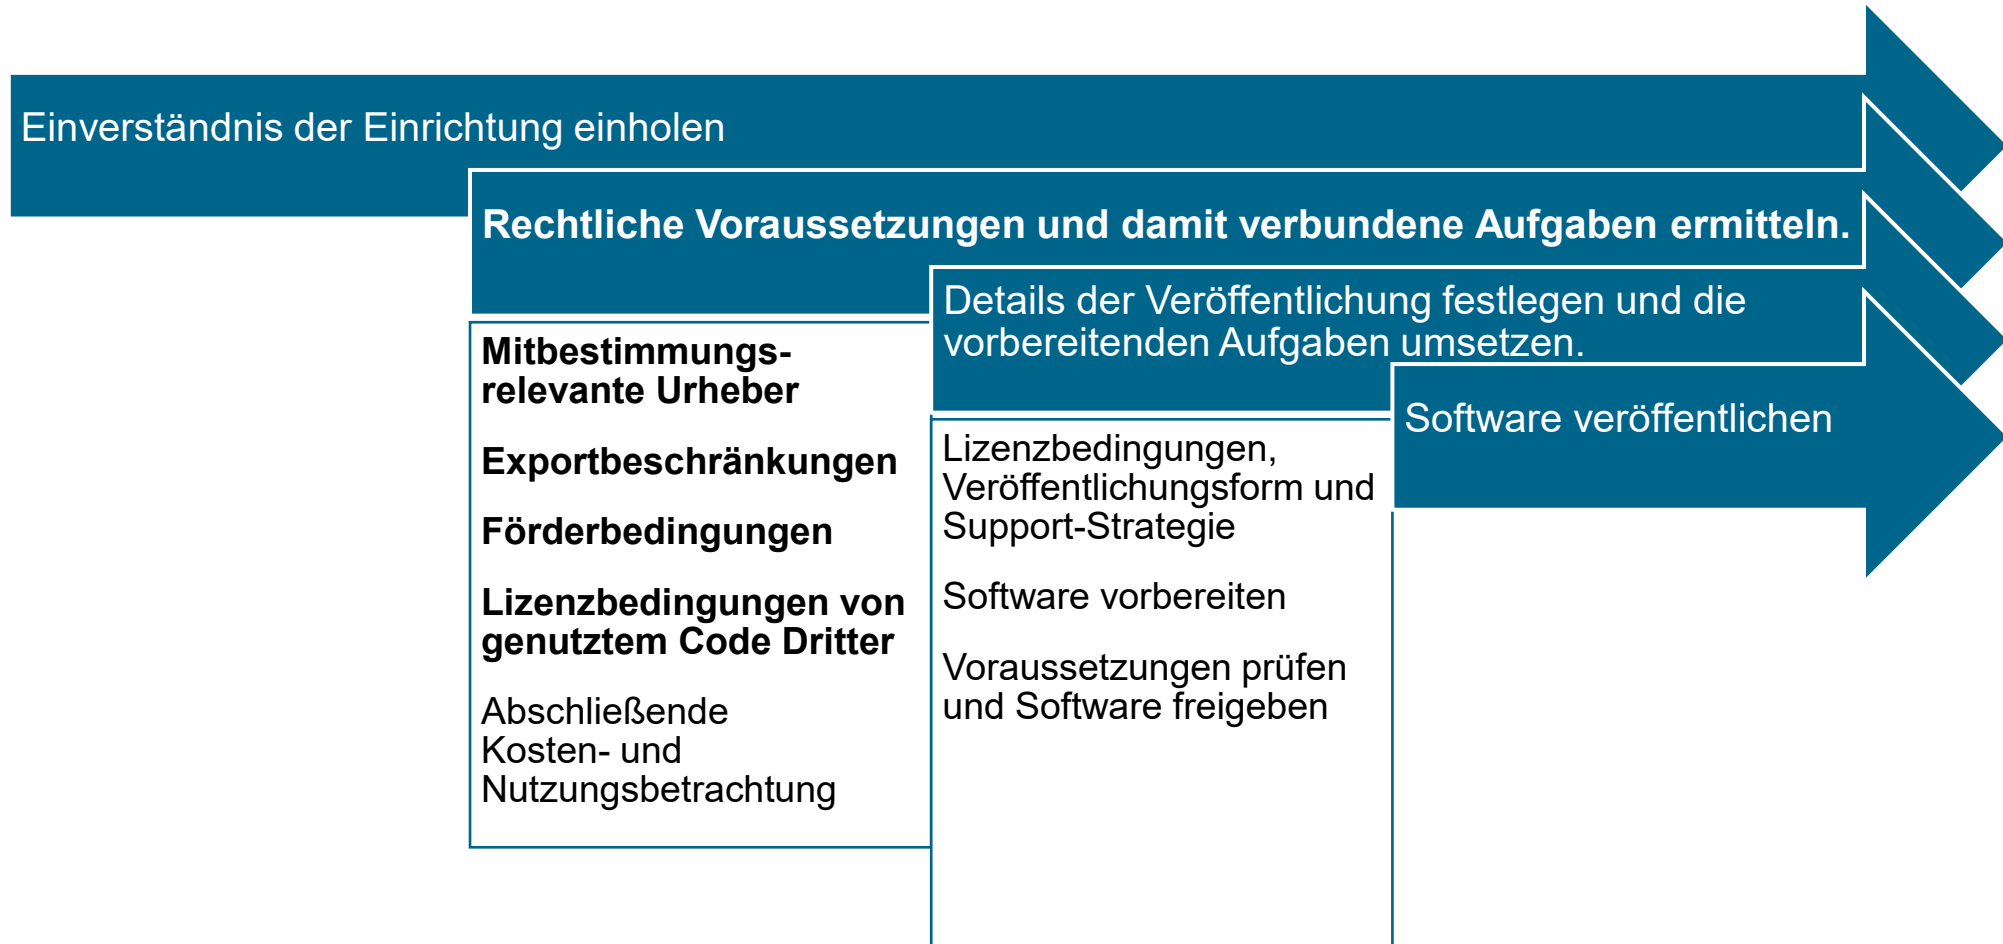 Einverständnis der Einrichtung einholen
Rechtliche Voraussetzungen und damit verbundene Aufgaben ermitteln.
Mitbestimmungs-
relevante Urheber
Exportbeschränkungen
Förderbedingungen
Lizenzbedingungen von
genutztem Code Dritter
Abschließende
Kosten- und
Nutzungsbetrachtung
Details der Veröffentlichung festlegen und die
vorbereitenden Aufgaben umsetzen.
Lizenzbedingungen,
Veröffentlichungsform und
Support-Strategie
Software vorbereiten
Voraussetzungen prüfen
und Software freigeben
Software veröffentlichen